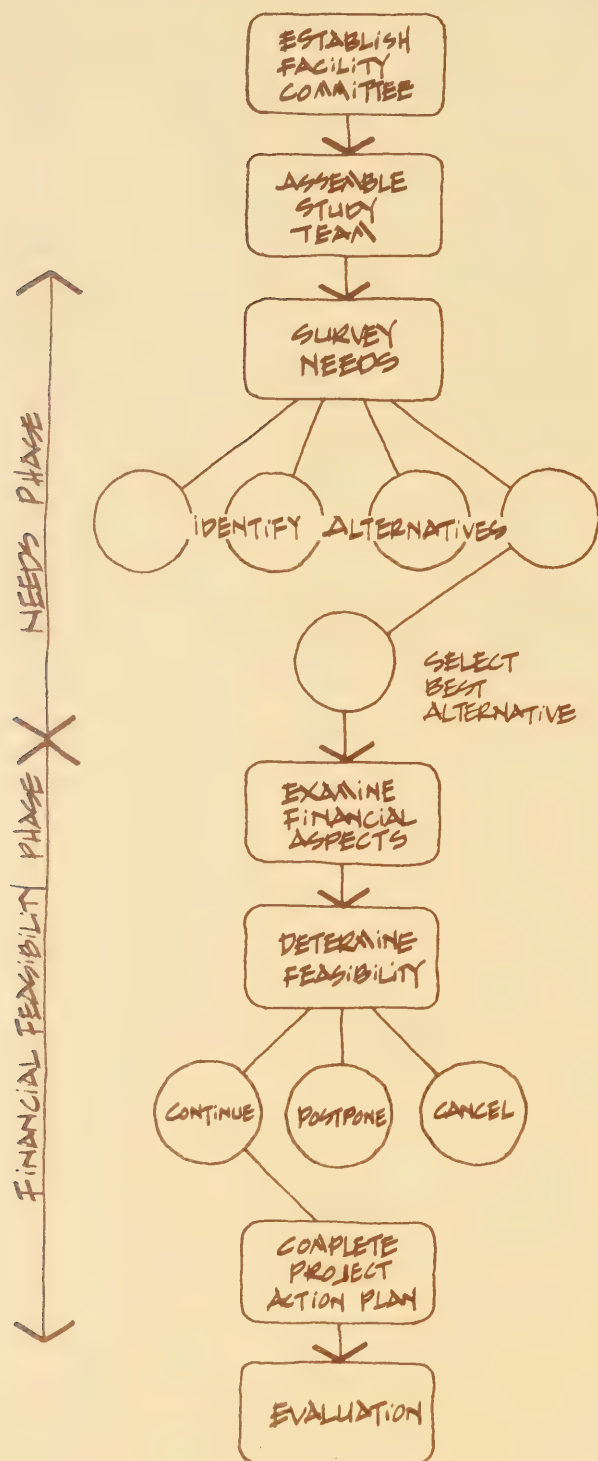 ESTABLISH
FACILITY
COMMITTEE
ASSEMBLE
STUDY
TEAM
SURVEY
NEEDS
IDENTIFY ALTERNATIVES
SELECT
BEST
ALTERNATIVE
EXAMINE
FINANCIAL
ASPECTS
DETERMINE
FEASIBILITY
CONTINUE
POSTPONE
CANCEL
COMPLETE
PROJECT
ACTION PLAN
EVALUATION
NEEDS PHASE
FINANCIAL FEASIBILITY PHASE